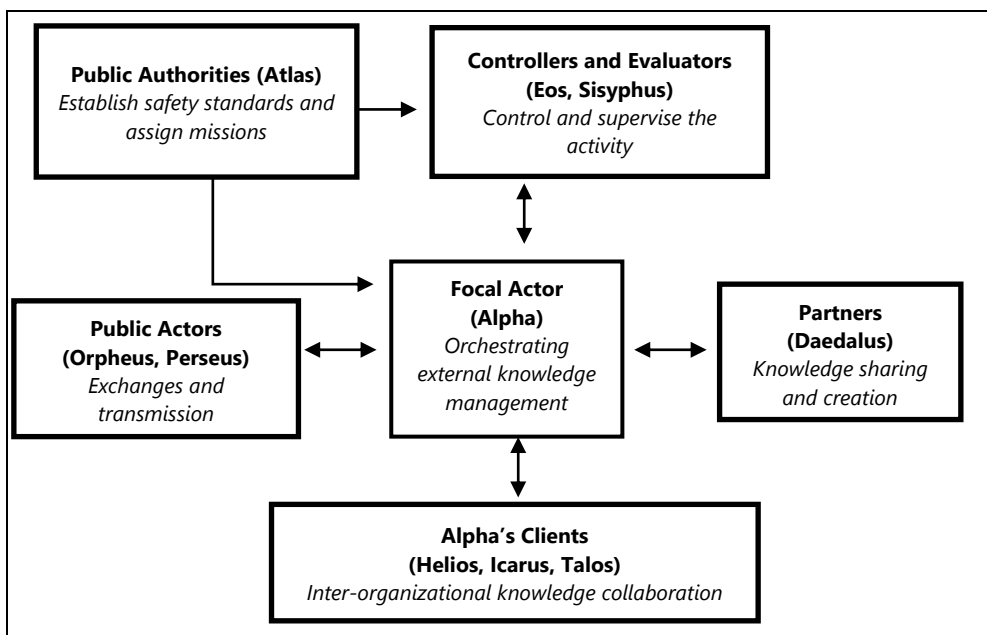 Public Authorities (Atlas)
Establish safety standards and
assign missions
Controllers and Evaluators
(Eos, Sisyphus)
Control and supervise the
activity
Focal Actor
(Alpha)
Orchestrating
external knowledge
management
Public Actors
(Orpheus, Perseus)
Exchanges and
transmission
Partners
(Daedalus)
Knowledge sharing
and creation
Alpha’s Clients
(Helios, Icarus, Talos)
Inter-organizational knowledge collaboration